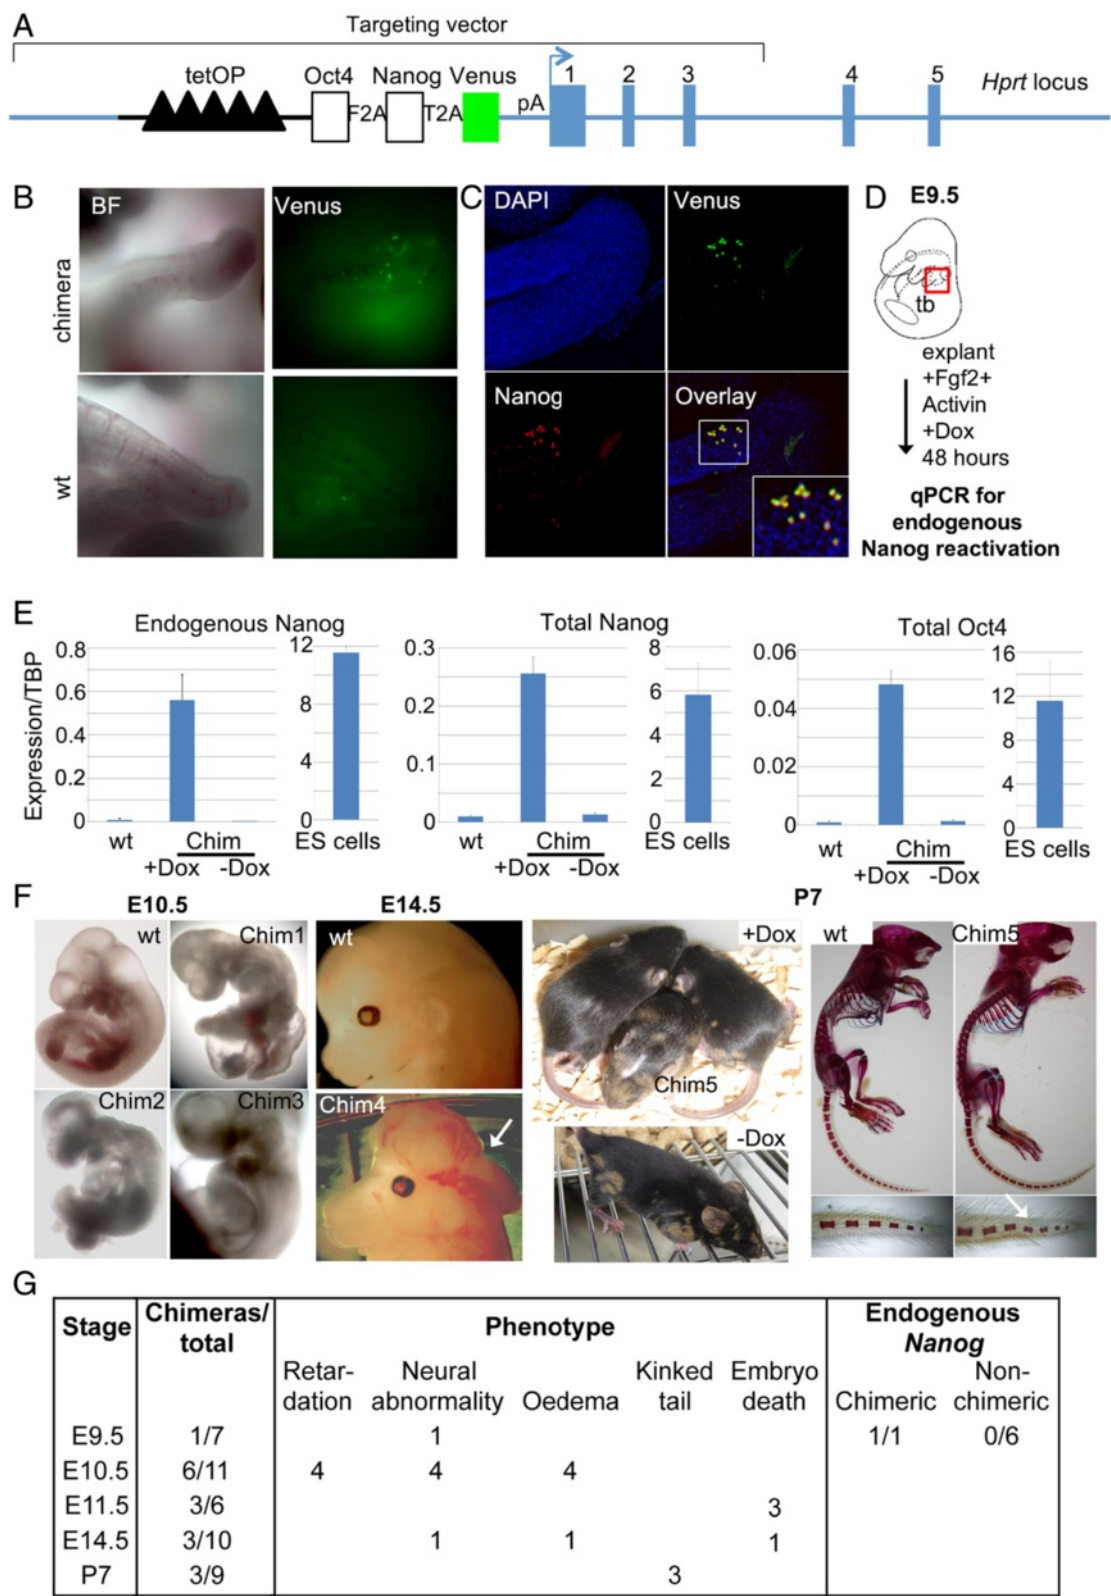 A
Targeting vector
tetOP
Oct4
Nanog
Venus
F2A
T2A
pA
1
2
3
4
5
Hprt locus
B
BF
Venus
chimera
wt
C
DAPI
Venus
Nanog
Overlay
D
E9.5
tb
explant
+Fgf2+
Activin
+Dox
48 hours
qPCR for
endogenous
Nanog reactivation
E
Expression/TBP
Endogenous Nanog
0.8
0.6
0.4
0.2
0
wt
Chim
+Dox -Dox
12
8
4
0
ES cells
Total Nanog
0.3
0.2
0.1
0
wt
Chim
+Dox -Dox
8
6
4
2
0
ES cells
Total Oct4
0.06
0.04
0.02
0
wt
Chim
+Dox -Dox
16
12
8
4
0
ES cells
F
E10.5
wt
Chim1
Chim2
Chim3
E14.5
wt
Chim4
+Dox
Chim5
-Dox
P7
wt
Chim5
G
Stage
Chimeras/
total
Phenotype
Endogenous
Nanog
Retar-
dation
Neural
abnormality
Oedema
Kinked
tail
Embryo
death
Chimeric
Non-
chimeric
E9.5 1/7 1 1/1 0/6
E10.5 6/11 4 4 4
E11.5 3/6 3
E14.5 3/10 1 1 1
P7 3/9 3